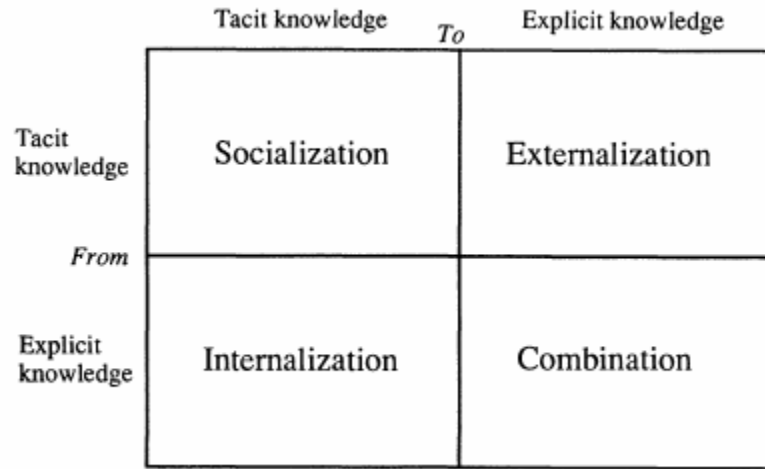 Tacit knowledge
To
Explicit knowledge
Tacit
knowledge
Socialization
Externalization
From
Explicit
knowledge
Internalization
Combination